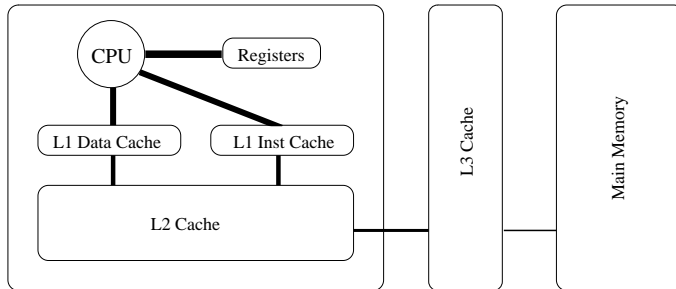 CPU
Registers
L1 Data Cache
L1 Inst Cache
L2 Cache
L3 Cache
Main Memory